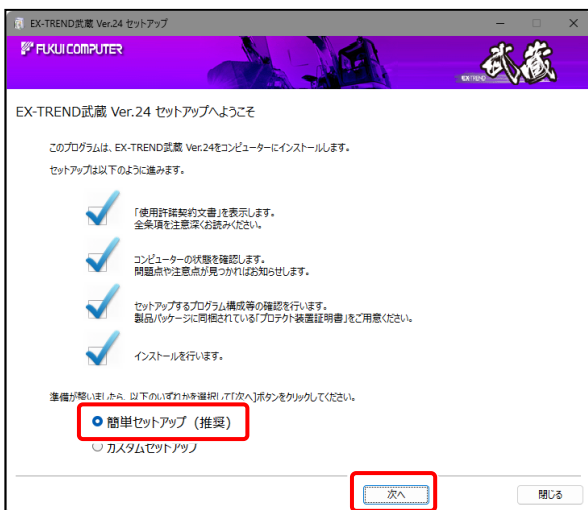 EX-TREND武蔵 Ver.24 セットアップ
FUKUI COMPUTER
EX-TREND
武蔵
EX-TREND武蔵 Ver.24 セットアップへようこそ
このプログラムは、EX-TREND武蔵 Ver.24をコンピューターにインストールします。
セットアップは以下のように進みます。
「使用許諾契約文書」を表示します。
全条項を注意深くお読みください。
コンピューターの状態を確認します。
問題点や注意点が見つかればお知らせします。
セットアップするプログラム構成等の確認を行います。
製品パッケージに同梱されている「プロテクト装置証明書」をご用意ください。
インストールを行います。
準備が整いましたら、以下のいずれかを選択して「次へ]ボタンをクリックしてください。
簡単セットアップ (推奨)
カスタムセットアップ
次へ
閉じる